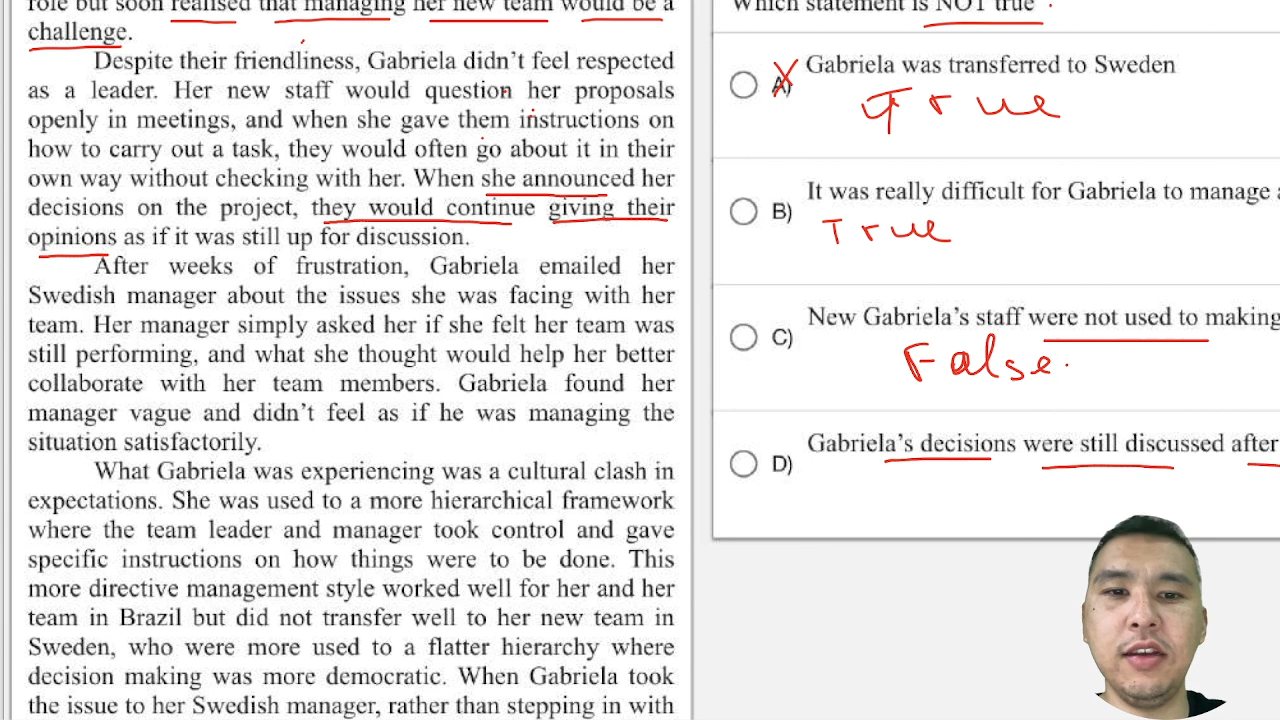 role but soon realised that managing her new team would be a
challenge.
Despite their friendliness, Gabriela didn't feel respected
as a leader. Her new staff would question her proposals
openly in meetings, and when she gave them instructions on
how to carry out a task, they would often go about it in their
own way without checking with her. When she announced her
decisions on the project, they would continue giving their
opinions as if it was still up for discussion.
After weeks of frustration, Gabriela emailed her
Swedish manager about the issues she was facing with her
team. Her manager simply asked her if she felt her team was
still performing, and what she thought would help her better
collaborate with her team members. Gabriela found her
manager vague and didn't feel as if he was managing the
situation satisfactorily.
What Gabriela was experiencing was a cultural clash in
expectations. She was used to a more hierarchical framework
where the team leader and manager took control and gave
specific instructions on how things were to be done. This
more directive management style worked well for her and her
team in Brazil but did not transfer well to her new team in
Sweden, who were more used to a flatter hierarchy where
decision making was more democratic. When Gabriela took
the issue to her Swedish manager, rather than stepping in with
Which statement is NOT true
A) Gabriela was transferred to Sweden
True
B) It was really difficult for Gabriela to manage
True
C) New Gabriela's staff were not used to making
False.
D) Gabriela's decisions were still discussed after